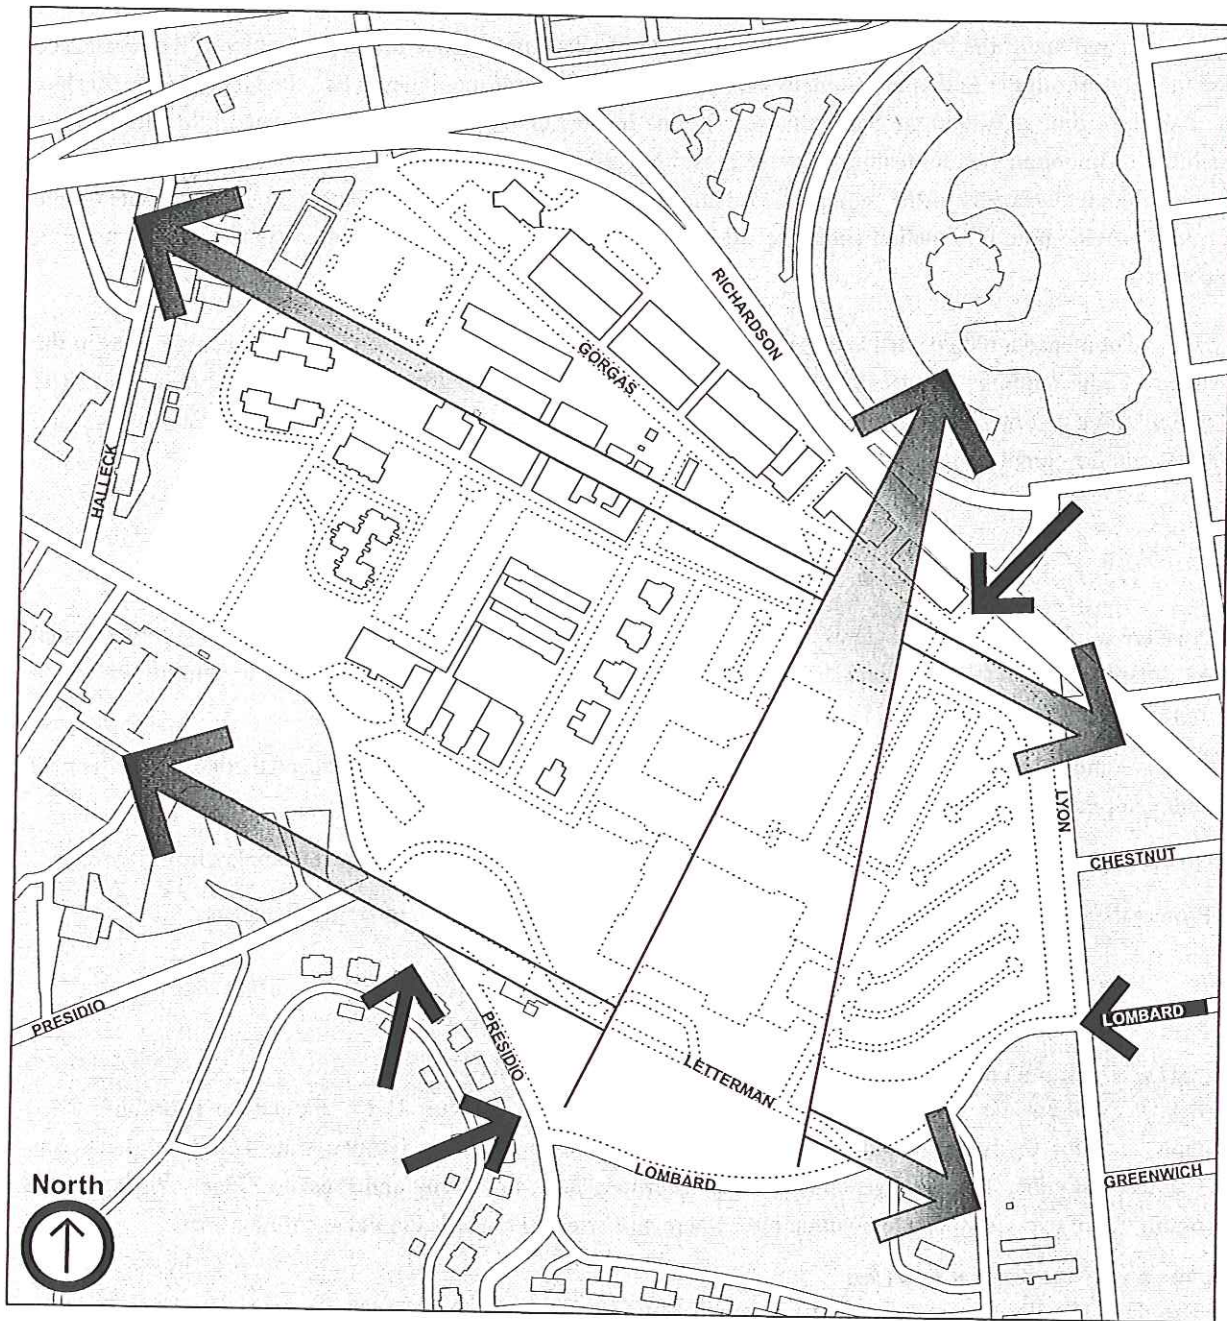 RICHARDSON
GORGAS
HALLECK
LYON
CHESTNUT
LOMBARD
PRESIDIO
PRESIDIO
LETTERMAN
LOMBARD
GREENWICH
North